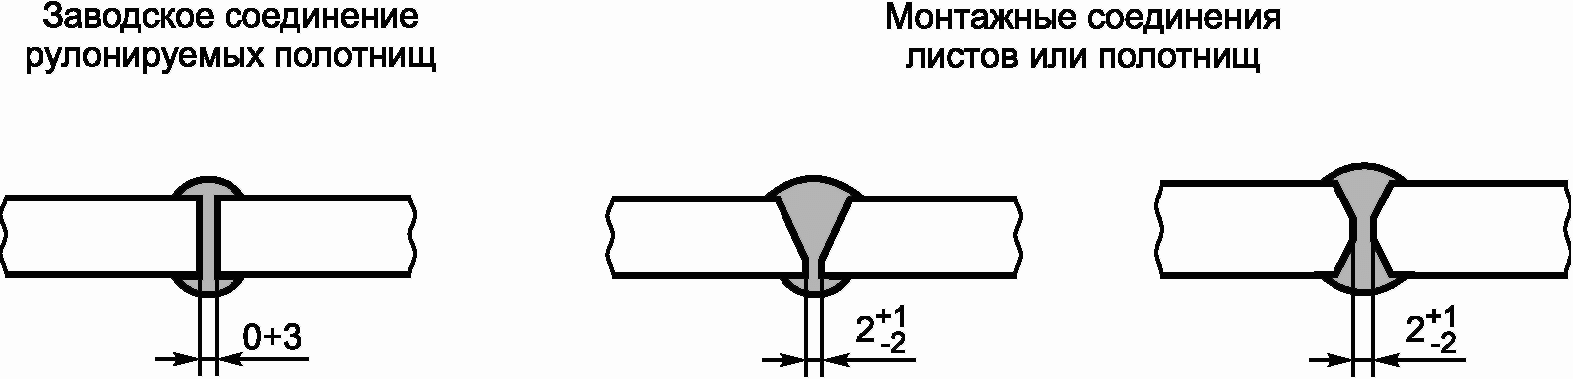 Заводское соединение
рулонируемых полотнищ
Монтажные соединения
листов или полотнищ
0+3
2+1-2
2+1-2